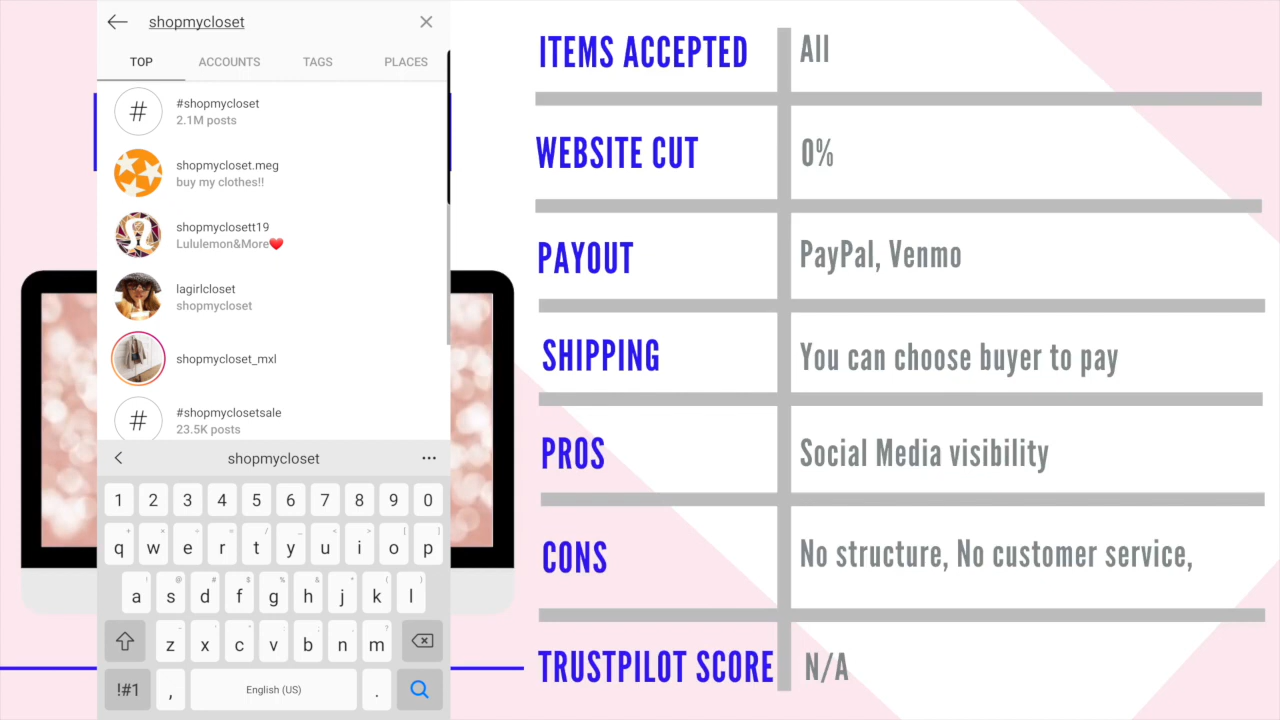 shopmycloset
TOP ACCOUNTS TAGS PLACES
#shopmycloset
2.1M posts
shopmycloset.meg
buy my clothes!!
shopmyclosett19
Lululemon&More❤️
lagirlcloset
shopmycloset
shopmycloset_mxl
#shopmyclosetsale
23.5K posts
shopmycloset
1 2 3 4 5 6 7 8 9 0
q w e r t y u i o p
a s d f g h j k l
z x c v b n m
!#1 , English (US) .
ITEMS ACCEPTED All
WEBSITE CUT 0%
PAYOUT PayPal, Venmo
SHIPPING You can choose buyer to pay
PROS Social Media visibility
CONS No structure, No customer service,
TRUSTPILOT SCORE N/A